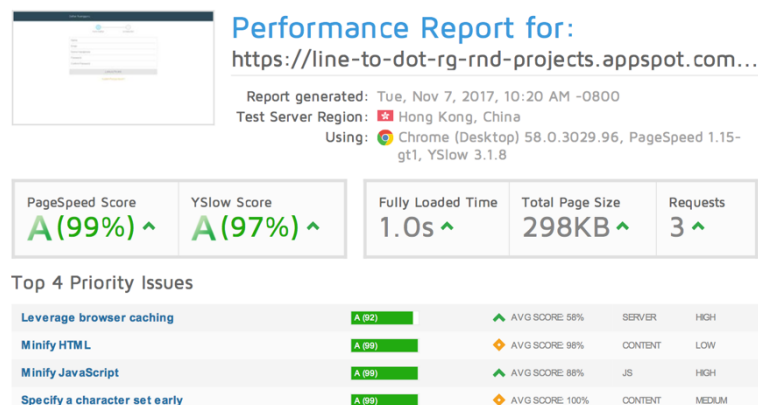 Performance Report for:
https://line-to-dot-rg-rnd-projects.appspot.com...
Report generated: Tue, Nov 7, 2017, 10:20 AM -0800
Test Server Region: Hong Kong, China
Using: Chrome (Desktop) 58.0.3029.96, PageSpeed 1.15-
gt1, YSlow 3.1.8
PageSpeed Score YSlow Score Fully Loaded Time Total Page Size Requests
A (99%) A (97%) 1.0s 298KB 3
Top 4 Priority Issues
Leverage browser caching A (92) AVG SCORE: 58% SERVER HIGH
Minify HTML A (99) AVG SCORE: 98% CONTENT LOW
Minify JavaScript A (99) AVG SCORE: 88% JS HIGH
Specify a character set early A (99) AVG SCORE: 100% CONTENT MEDIUM